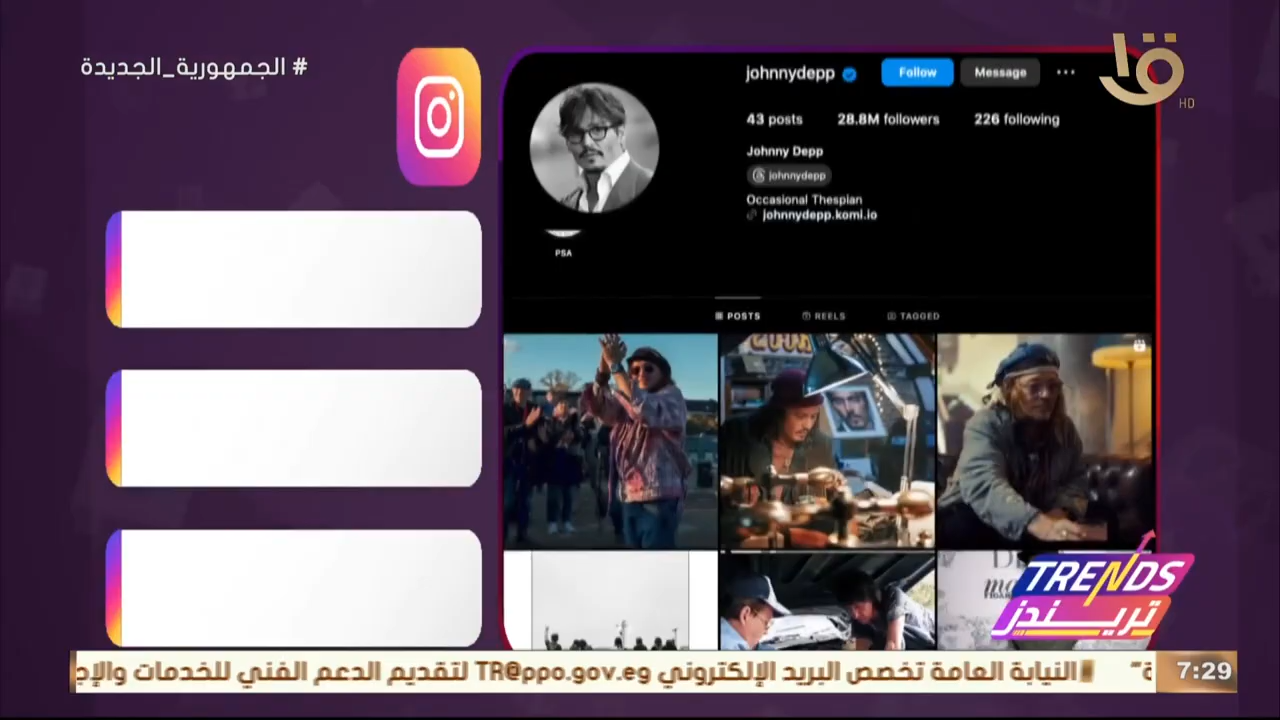 # الجمهورية_الجديدة
HD
johnnydepp
Follow
Message
43 posts
28.8M followers
226 following
Johnny Depp
johnnydepp
Occasional Thespian
johnnydepp.komi.io
PSA
POSTS
REELS
TAGGED
TRENDS
تريندز
النيابة العامة تخصص البريد الإلكتروني TR@ppo.gov.eg لتقديم الدعم الفني للخدمات
7:29